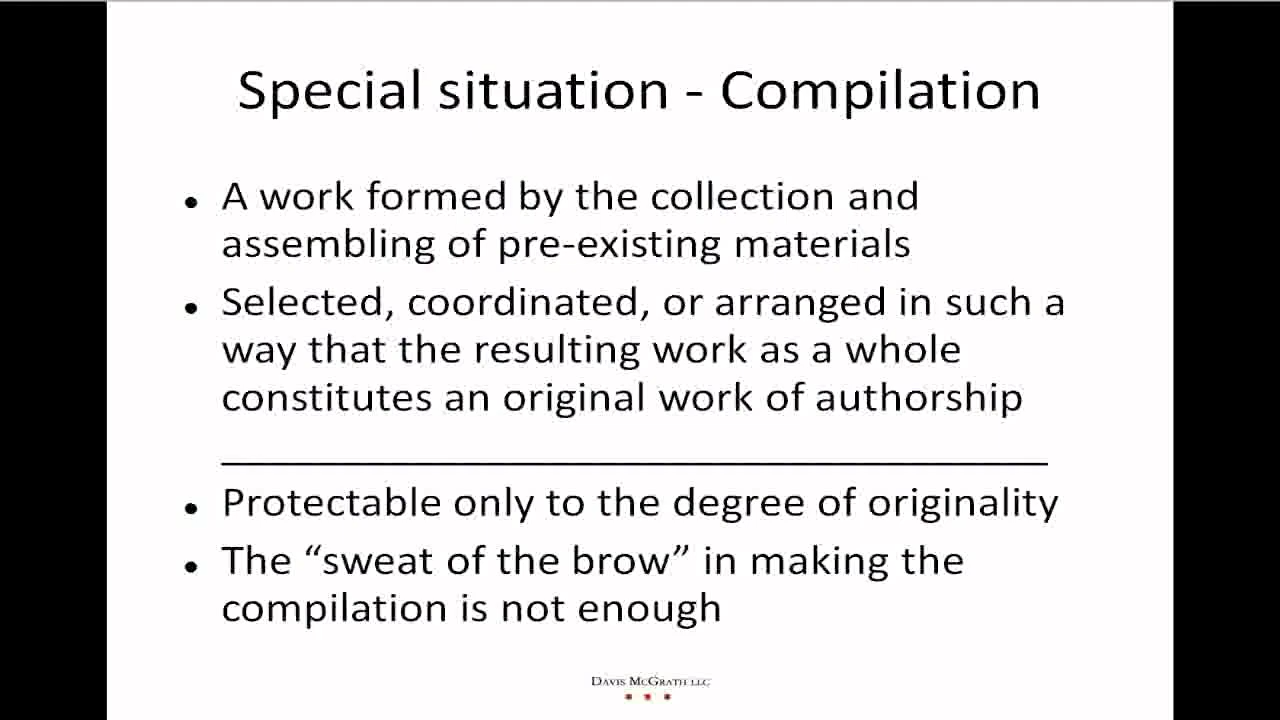 Special situation - Compilation
• A work formed by the collection and
assembling of pre-existing materials
• Selected, coordinated, or arranged in such a
way that the resulting work as a whole
constitutes an original work of authorship
• Protectable only to the degree of originality
• The “sweat of the brow” in making the
compilation is not enough
DAVIS MCGRATH LLC